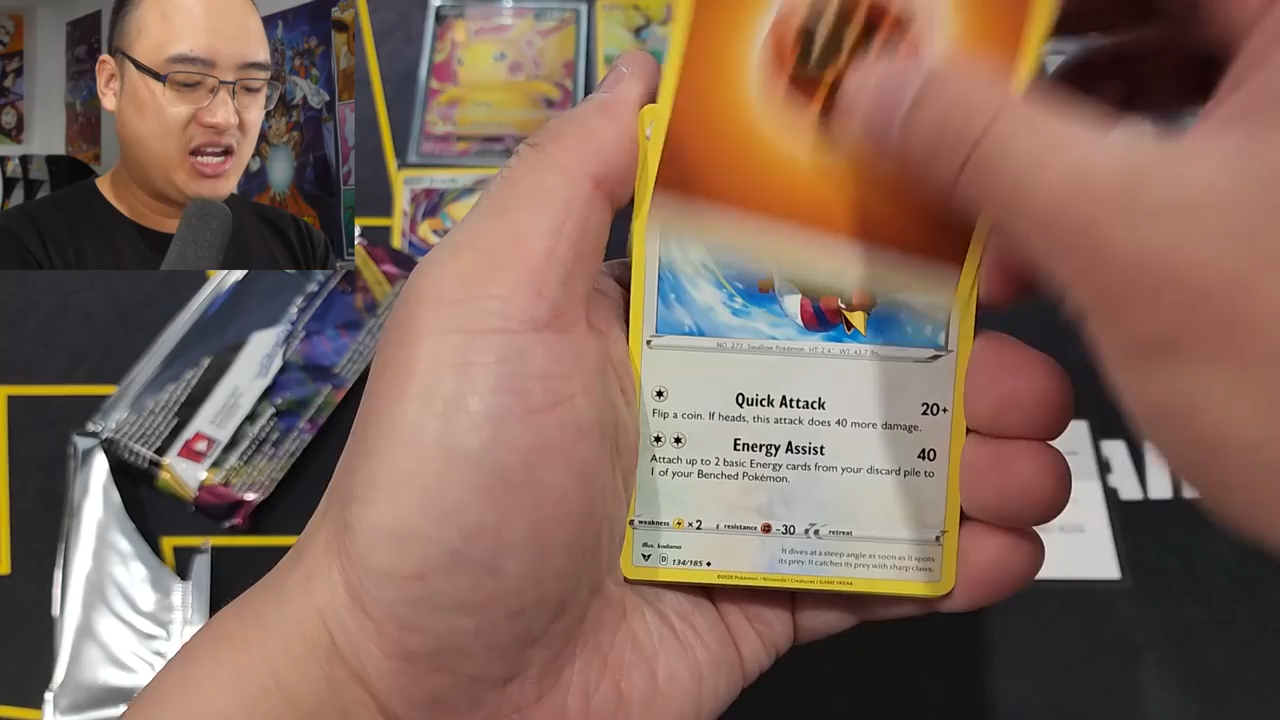 NO. 277 Swallow Pokémon HT: 2'4" WT: 43.7 lbs.
Quick Attack 20+
Flip a coin. If heads, this attack does 40 more damage.
Energy Assist 40
Attach up to 2 basic Energy cards from your discard pile to
1 of your Benched Pokémon.
weakness ×2 resistance -30 retreat
Illus. kodama
It dives at a steep angle as soon as it spots
its prey. It catches its prey with sharp claws.
D 134/185
©2020 Pokémon / Nintendo / Creatures / GAME FREAK